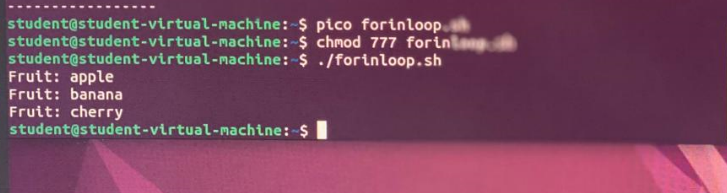 -----------------
student@student-virtual-machine:~$ pico forinloop
student@student-virtual-machine:~$ chmod 777 forin
student@student-virtual-machine:~$ ./forinloop.sh
Fruit: apple
Fruit: banana
Fruit: cherry
student@student-virtual-machine:~$